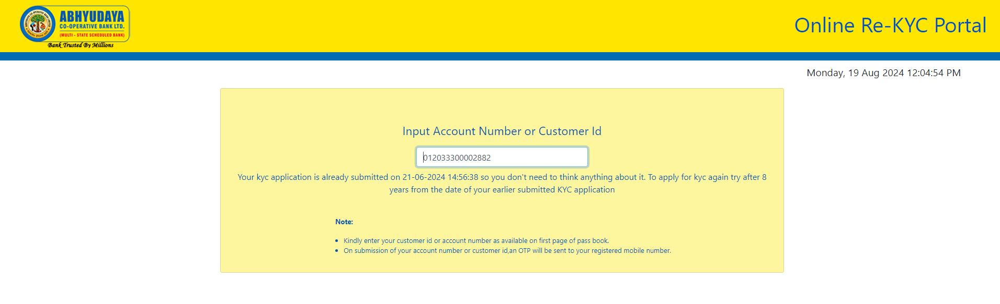 ABHYUDAYA
CO-OPERATIVE BANK LTD.
(MULTI - STATE SCHEDULED BANK)
Bank Trusted By Millions
Online Re-KYC Portal
Monday, 19 Aug 2024 12:04:54 PM
Input Account Number or Customer Id
012033300002882
Your kyc application is already submitted on 21-06-2024 14:56:38 so you don't need to think anything about it. To apply for kyc again try after 8
years from the date of your earlier submitted KYC application
Note:
• Kindly enter your customer id or account number as available on first page of pass book.
• On submission of your account number or customer id,an OTP will be sent to your registered mobile number.